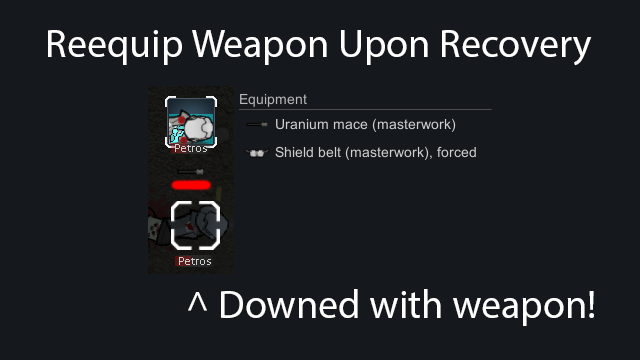 Reequip Weapon Upon Recovery
Equipment
Uranium mace (masterwork)
Shield belt (masterwork), forced
Petros
Petros
^ Downed with weapon!